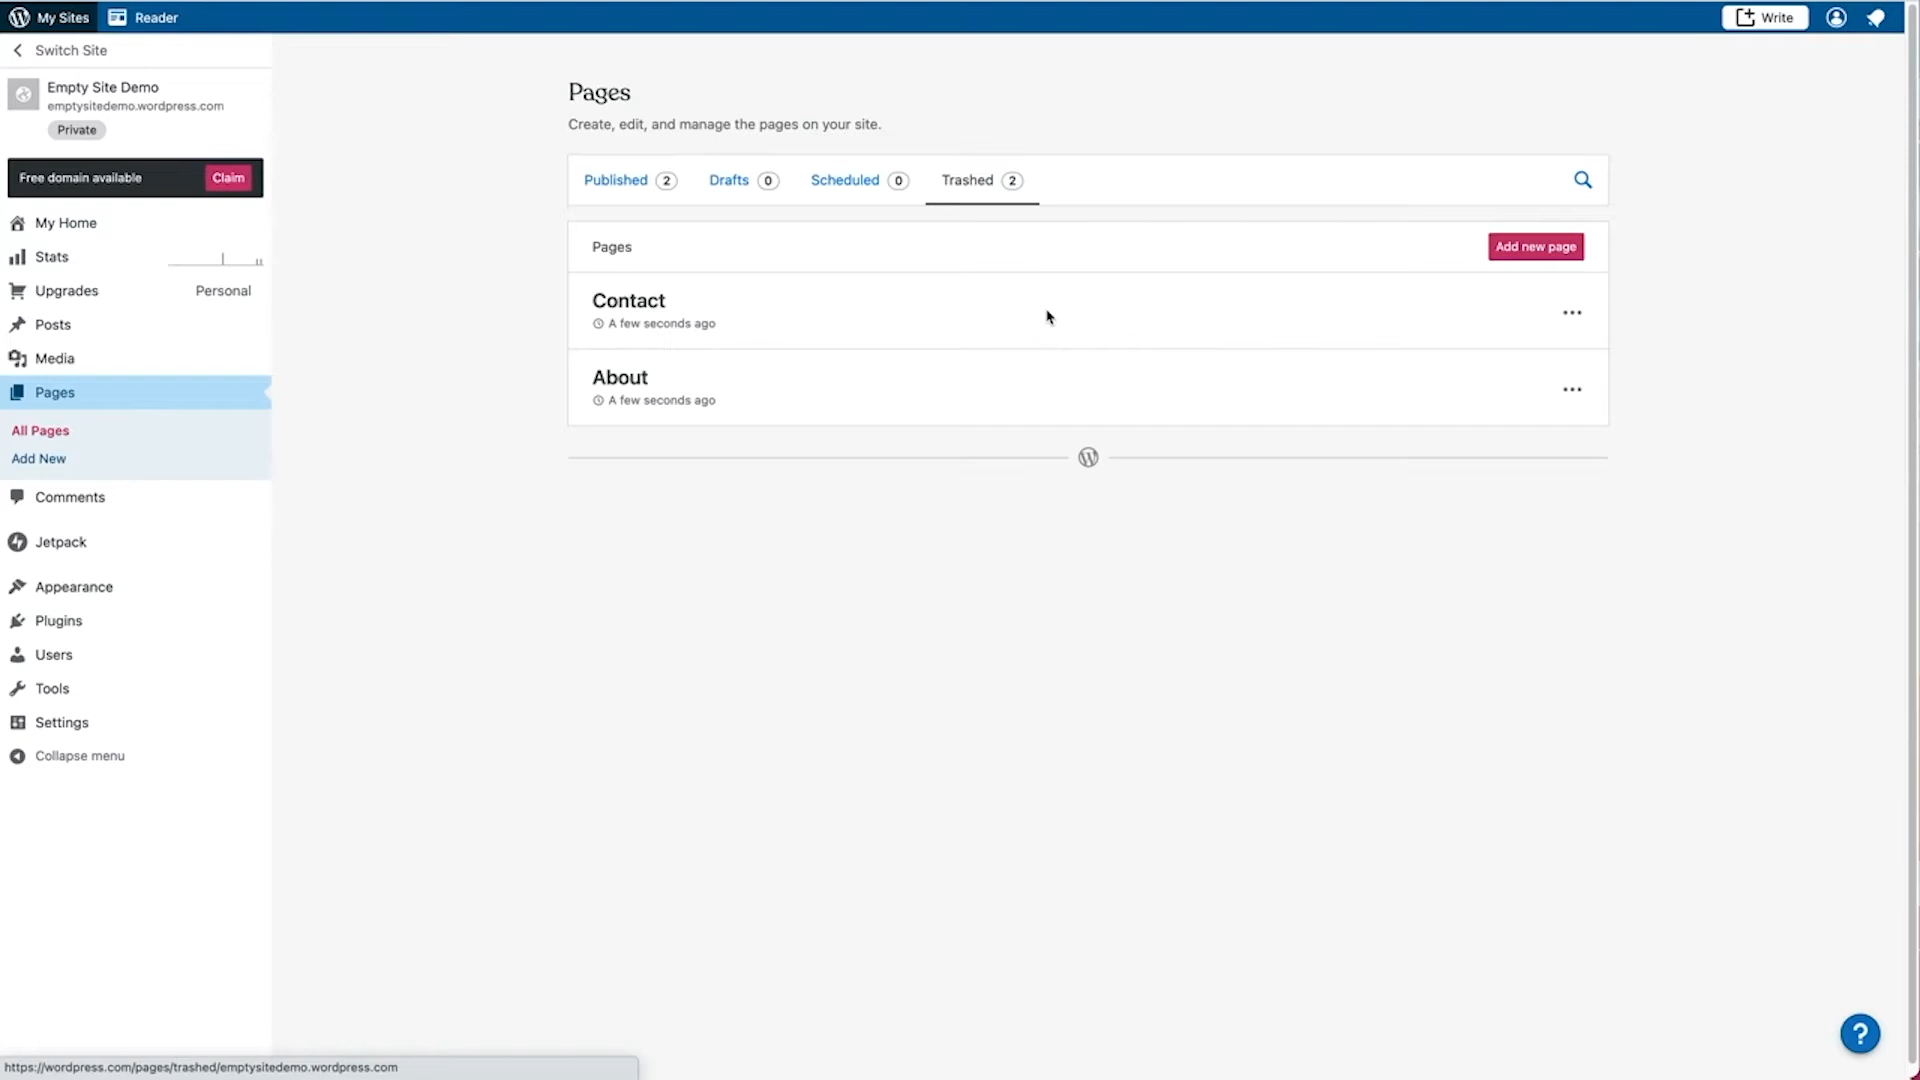 My Sites
Reader
Write
Switch Site
Empty Site Demo
emptysitedemo.wordpress.com
Private
Free domain available
Claim
My Home
Stats
Upgrades
Personal
Posts
Media
Pages
All Pages
Add New
Comments
Jetpack
Appearance
Plugins
Users
Tools
Settings
Collapse menu
Pages
Create, edit, and manage the pages on your site.
Published 2
Drafts 0
Scheduled 0
Trashed 2
Pages
Add new page
Contact
A few seconds ago
About
A few seconds ago
?
https://wordpress.com/pages/trashed/emptysitedemo.wordpress.com